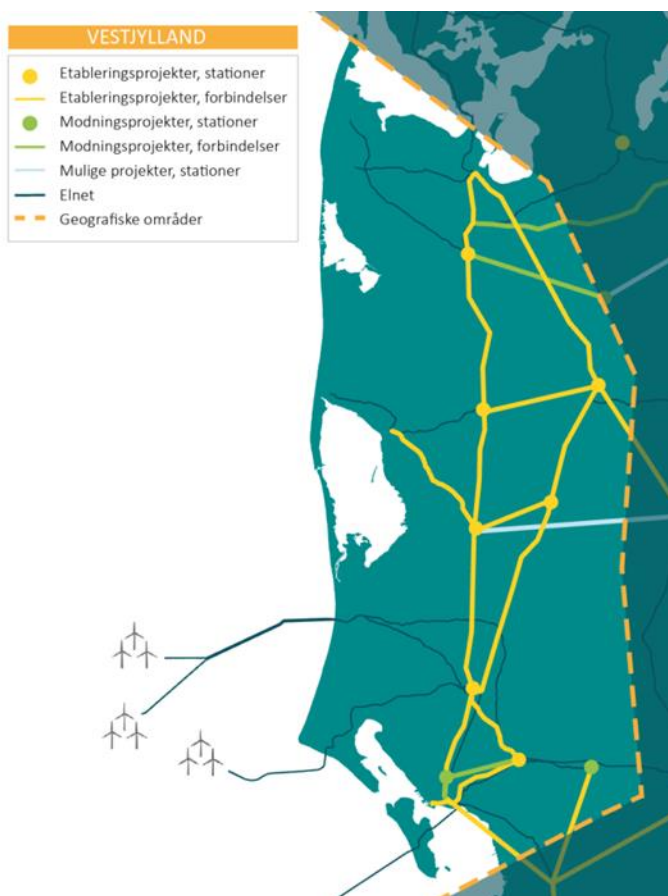 VESTJYLLAND
Etableringsprojekter, stationer
Etableringsprojekter, forbindelser
Modningsprojekter, stationer
Modningsprojekter, forbindelser
Mulige projekter, stationer
Elnet
Geografiske områder